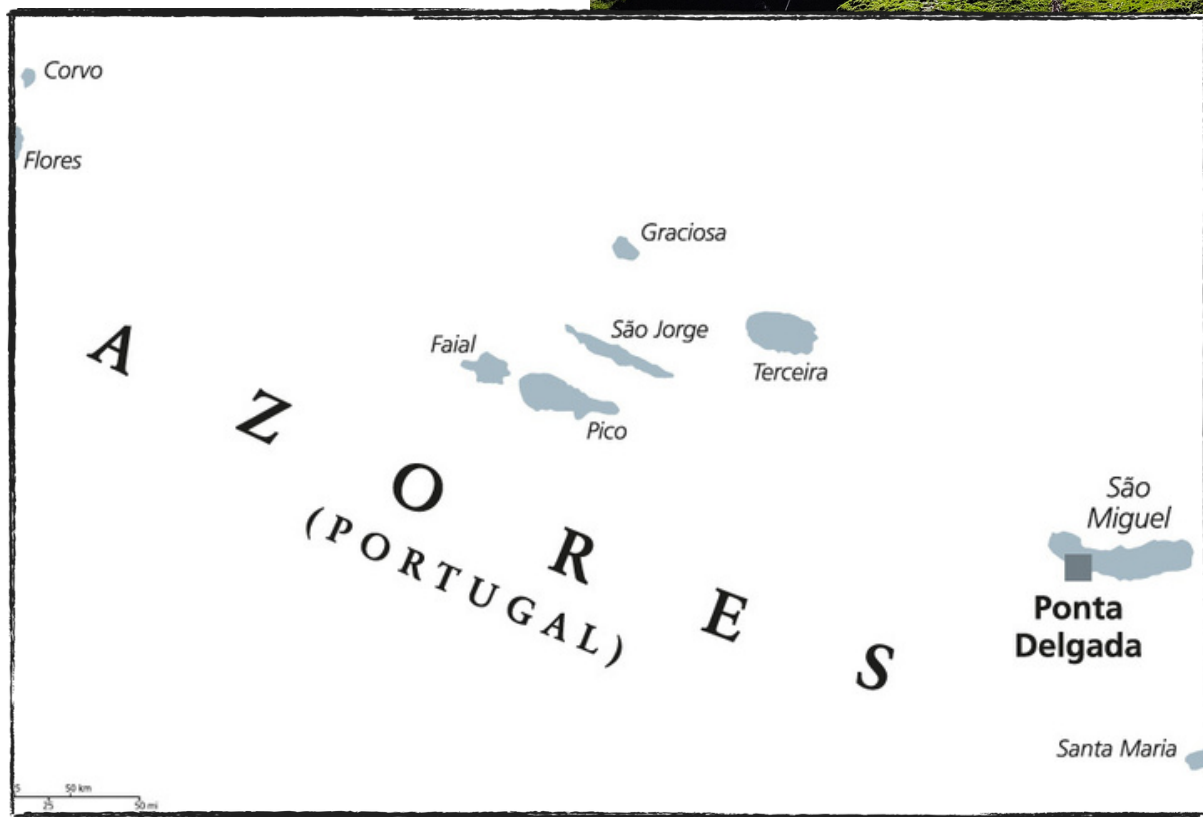 Corvo
Flores
Graciosa
São Jorge
Faial
Terceira
Pico
AZORES
(PORTUGAL)
São
Miguel
Ponta
Delgada
Santa Maria
50 km
25
50 mi